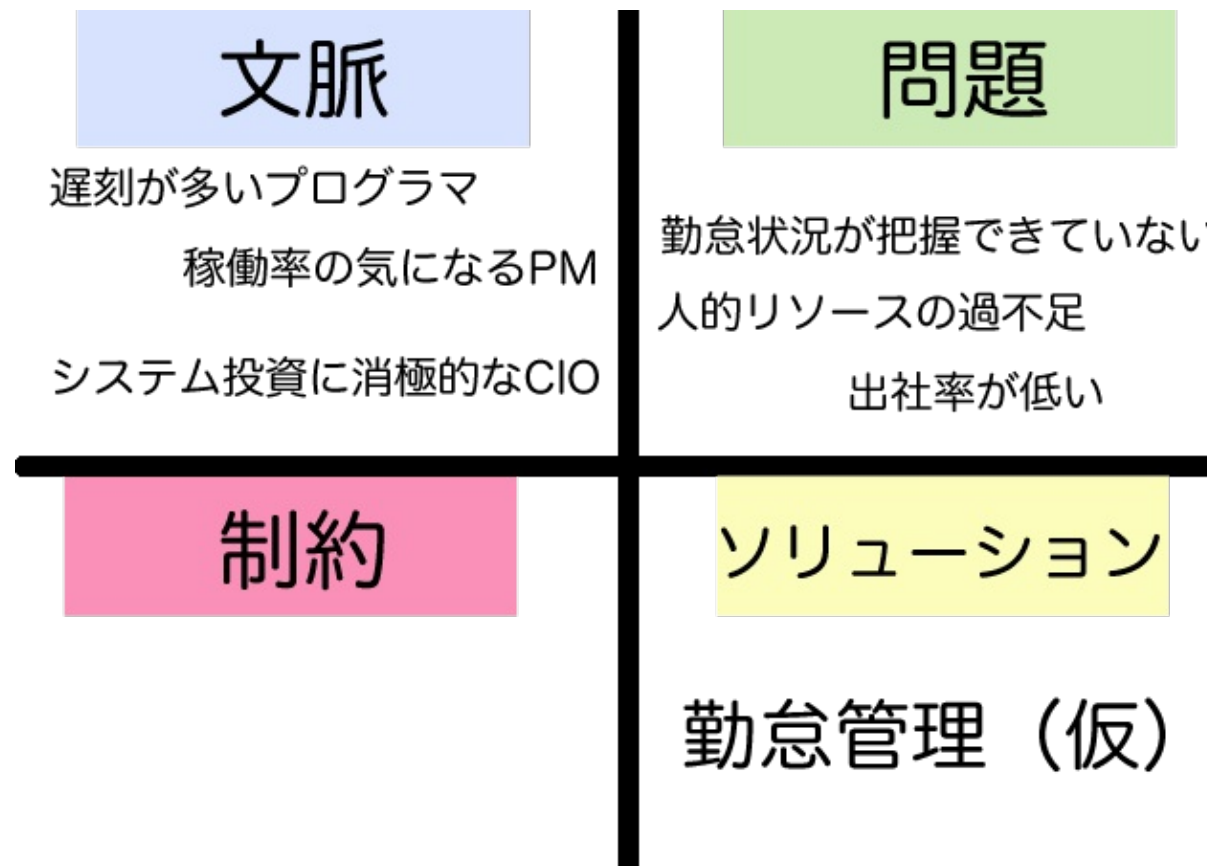 文脈
遅刻が多いプログラマ
稼働率の気になるPM
システム投資に消極的なCIO
問題
勤怠状況が把握できていない
人的リソースの過不足
出社率が低い
制約
ソリューション
勤怠管理（仮）